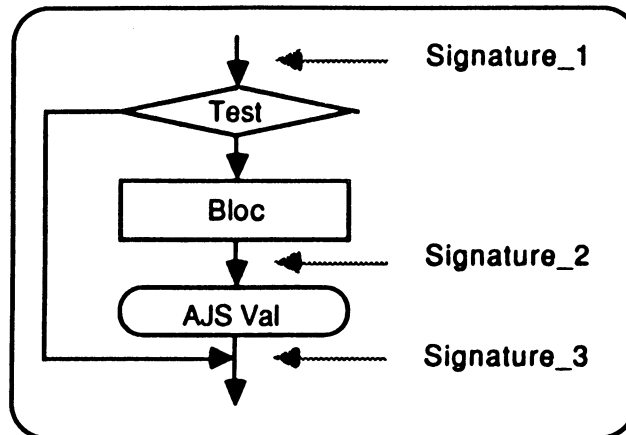 Signature_1
Test
Bloc
Signature_2
AJS Val
Signature_3